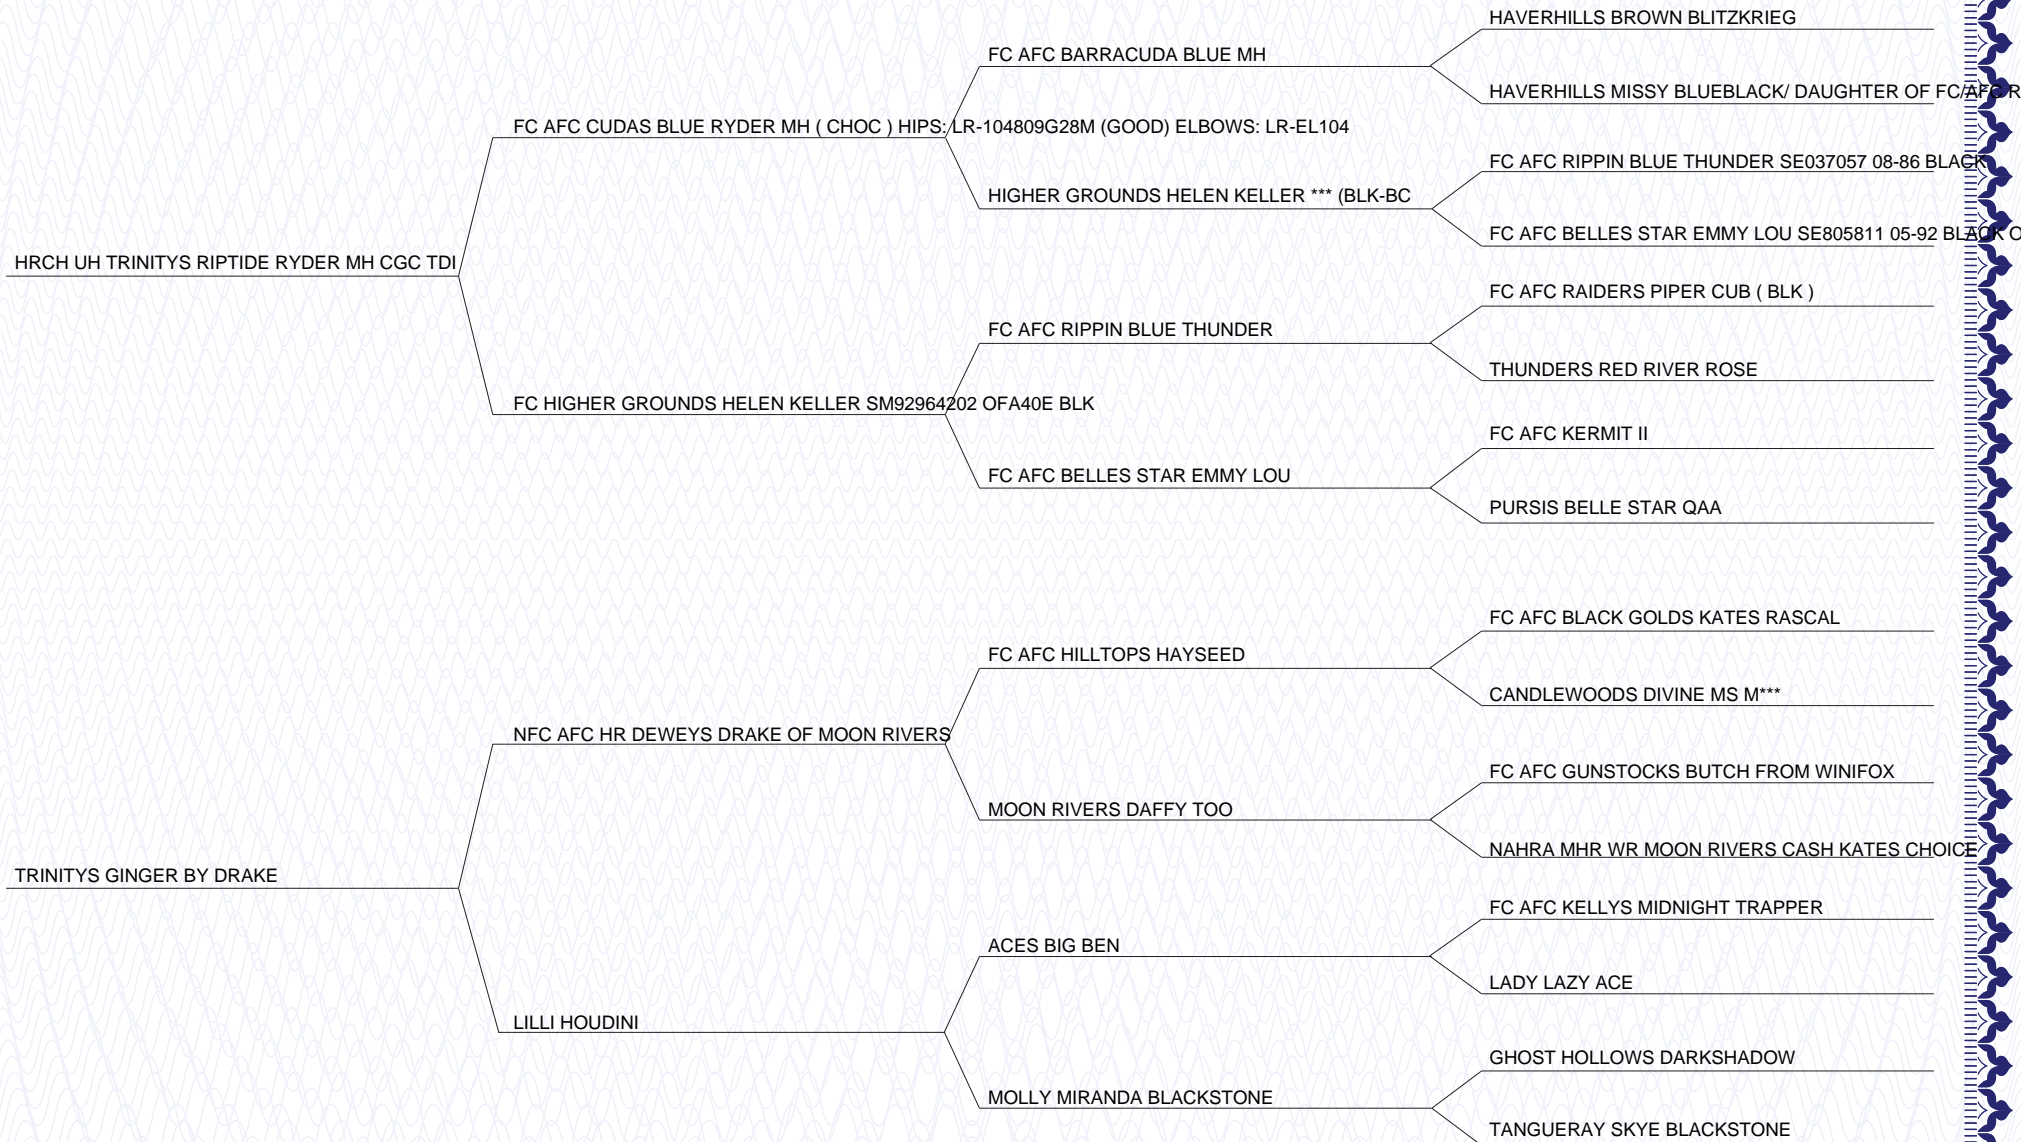 HAVERHILLS BROWN BLITZKRIEG
FC AFC BARRACUDA BLUE MH
HAVERHILLS MISSY BLUEBLACK/ DAUGHTER OF FC/AFC R
FC AFC CUDAS BLUE RYDER MH ( CHOC ) HIPS: LR-104809G28M (GOOD) ELBOWS: LR-EL104
FC AFC RIPPIN BLUE THUNDER SE037057 08-86 BLACK
HIGHER GROUNDS HELEN KELLER *** (BLK-BC
FC AFC BELLES STAR EMMY LOU SE805811 05-92 BLACK O
HRCH UH TRINITYS RIPTIDE RYDER MH CGC TDI
FC AFC RAIDERS PIPER CUB ( BLK )
FC AFC RIPPIN BLUE THUNDER
THUNDERS RED RIVER ROSE
FC HIGHER GROUNDS HELEN KELLER SM92964202 OFA40E BLK
FC AFC KERMIT II
FC AFC BELLES STAR EMMY LOU
PURSIS BELLE STAR QAA
FC AFC BLACK GOLDS KATES RASCAL
FC AFC HILLTOPS HAYSEED
CANDLEWOODS DIVINE MS M***
NFC AFC HR DEWEYS DRAKE OF MOON RIVERS
FC AFC GUNSTOCKS BUTCH FROM WINIFOX
MOON RIVERS DAFFY TOO
NAHRA MHR WR MOON RIVERS CASH KATES CHOICE
TRINITYS GINGER BY DRAKE
FC AFC KELLYS MIDNIGHT TRAPPER
ACES BIG BEN
LADY LAZY ACE
LILLI HOUDINI
GHOST HOLLOWS DARKSHADOW
MOLLY MIRANDA BLACKSTONE
TANGUERAY SKYE BLACKSTONE